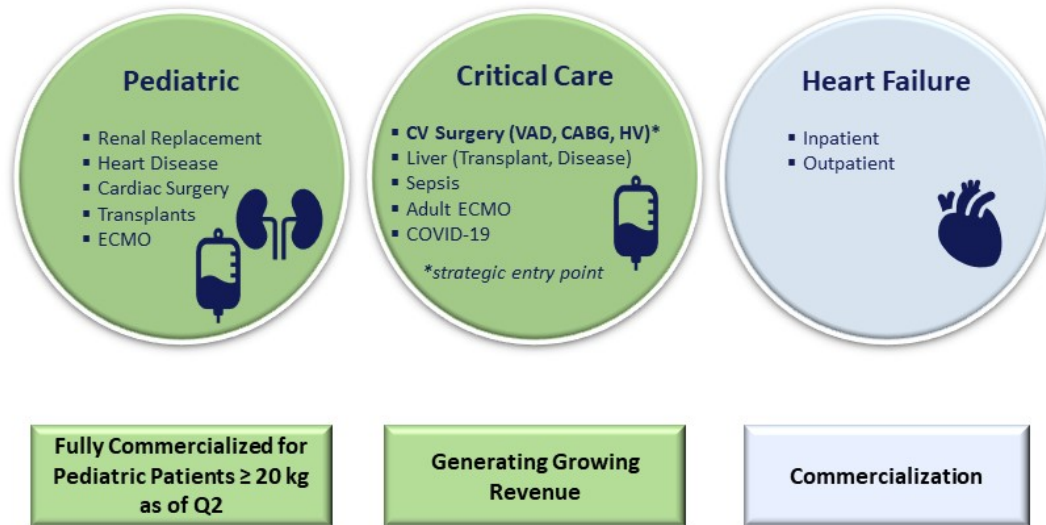 Pediatric
▪ Renal Replacement
▪ Heart Disease
▪ Cardiac Surgery
▪ Transplants
▪ ECMO
Critical Care
▪ CV Surgery (VAD, CABG, HV)*
▪ Liver (Transplant, Disease)
▪ Sepsis
▪ Adult ECMO
▪ COVID-19
*strategic entry point
Heart Failure
▪ Inpatient
▪ Outpatient
Fully Commercialized for
Pediatric Patients ≥ 20 kg
as of Q2
Generating Growing
Revenue
Commercialization